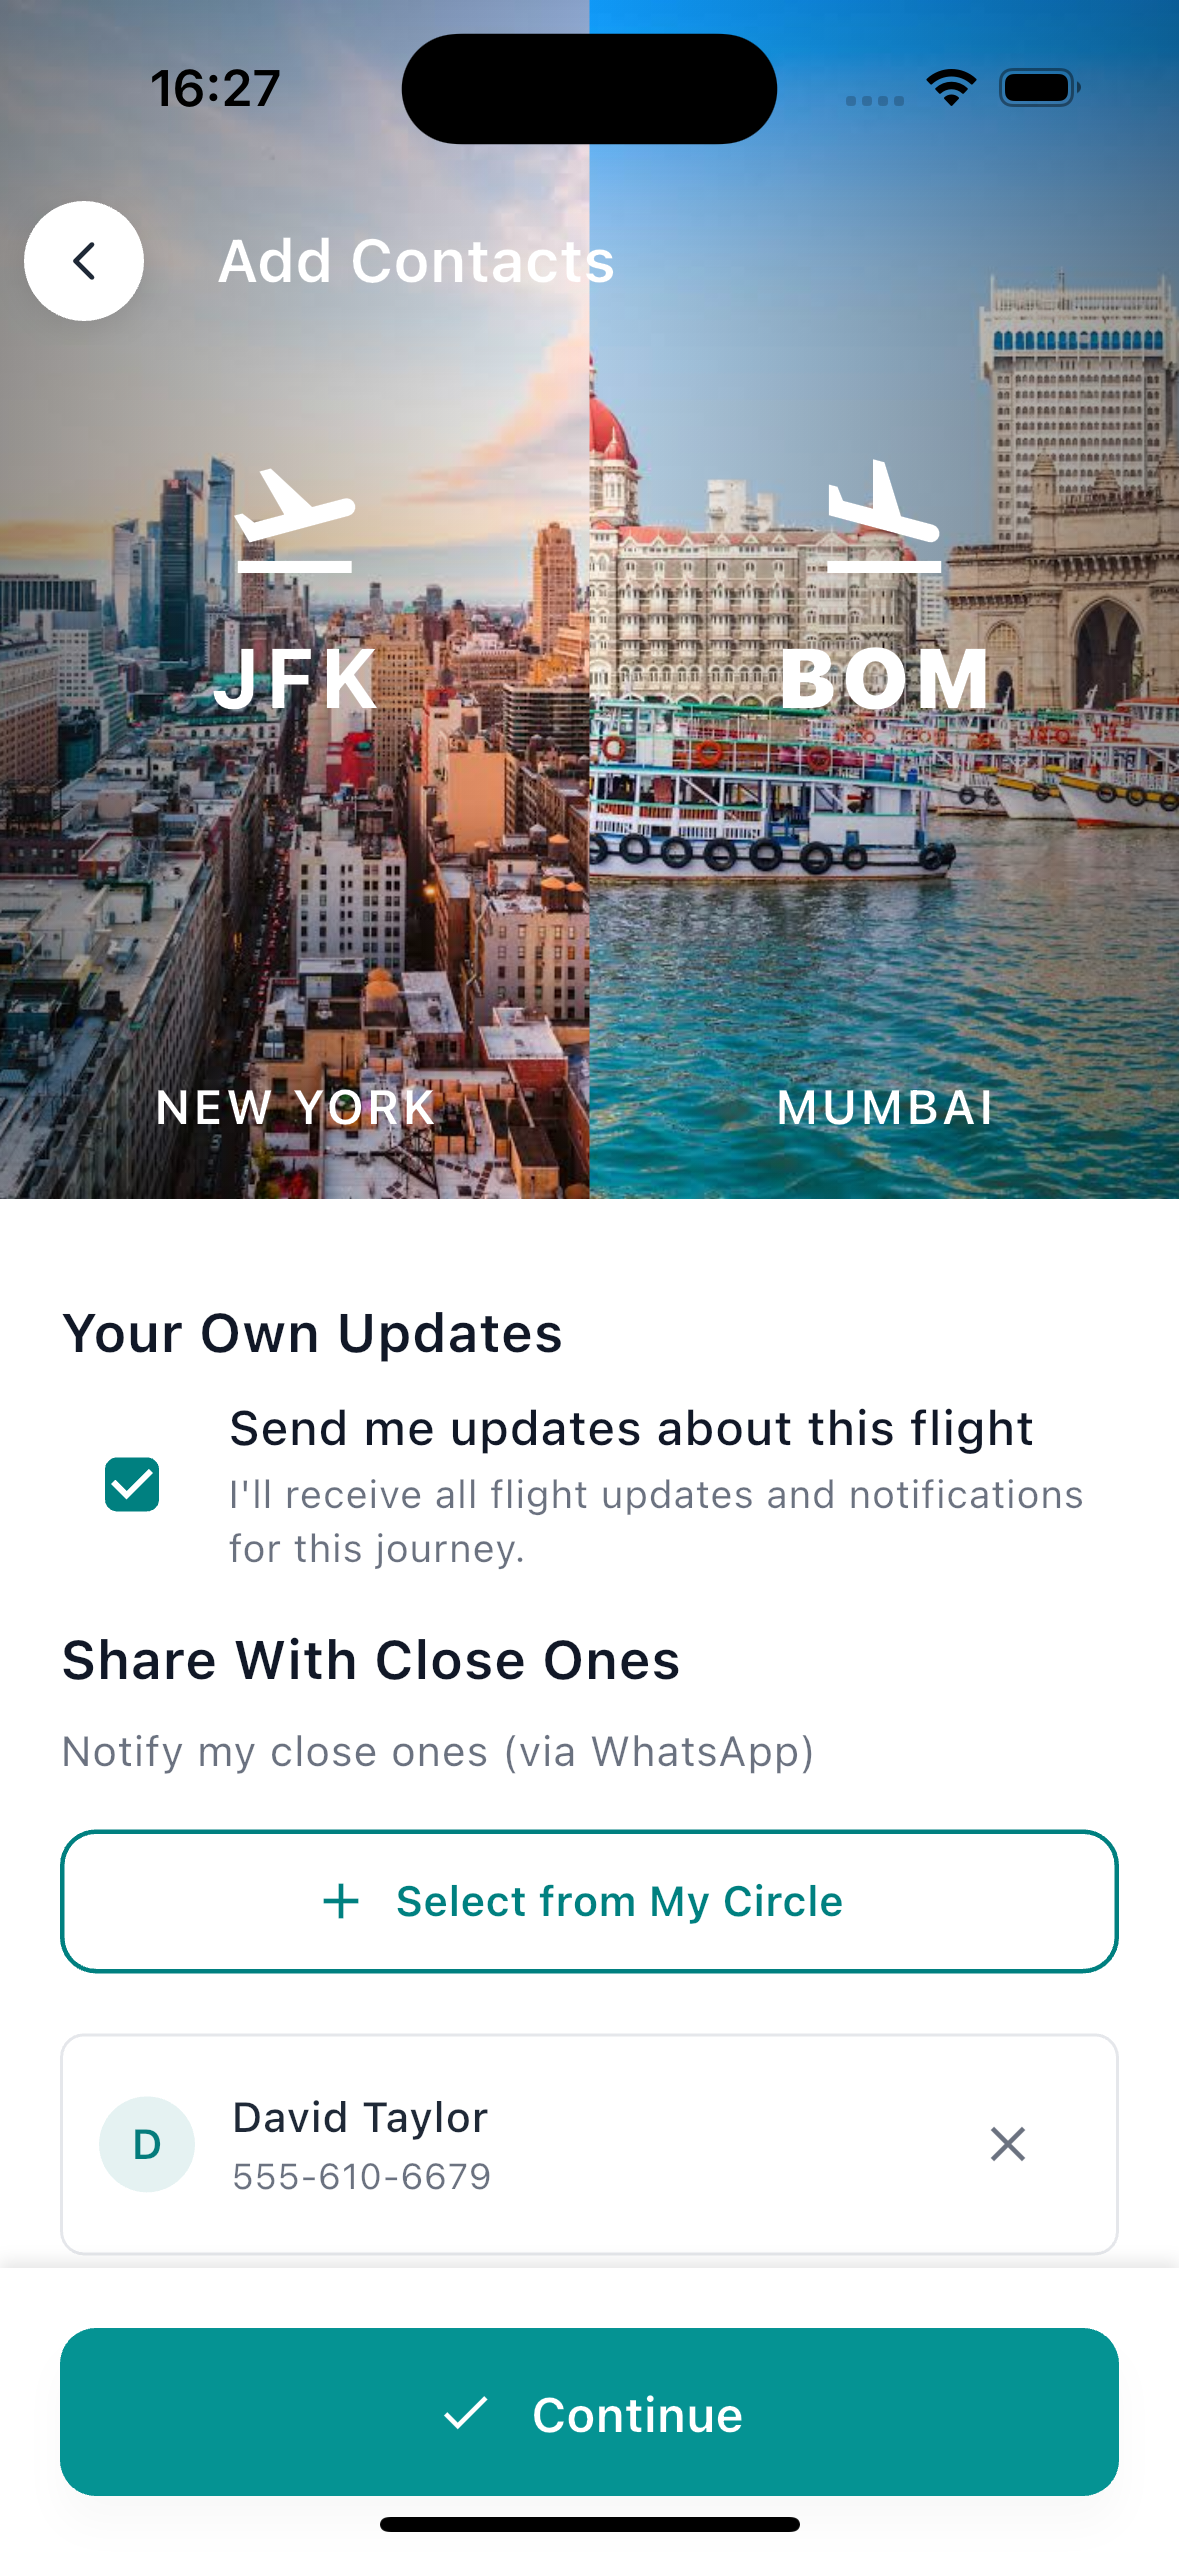 16:27
Add Contacts
JFK
BOM
NEW YORK
MUMBAI
Your Own Updates
Send me updates about this flight
I'll receive all flight updates and notifications
for this journey.
Share With Close Ones
Notify my close ones (via WhatsApp)
Select from My Circle
D
David Taylor
555-610-6679
Continue